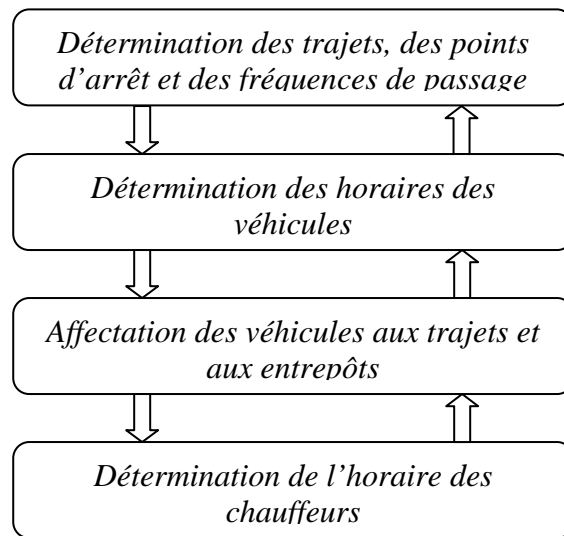 Détermination des trajets, des points
d’arrêt et des fréquences de passage
Détermination des horaires des
véhicules
Affectation des véhicules aux trajets et
aux entrepôts
Détermination de l’horaire des
chauffeurs